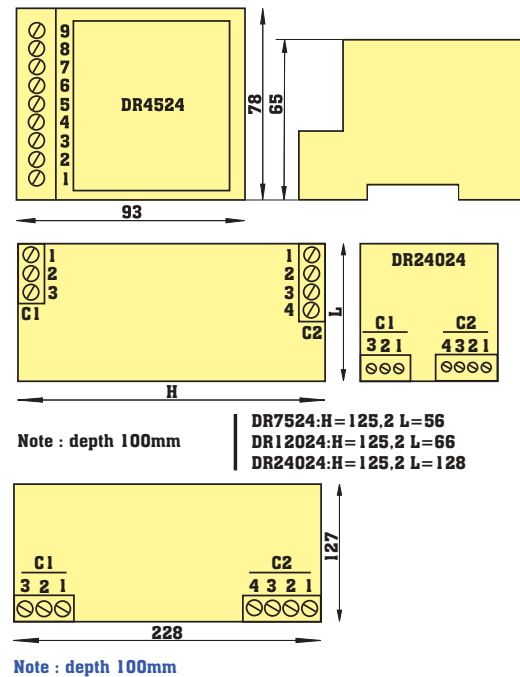 9
8
7
6
5
4
3
2
1
DR4524
78
65
93
1
2
3
C1
1
2
3
4
C2
L
H
DR24024
C1 C2
3 2 1 4 3 2 1
Note : depth 100mm
DR7524:H=125,2 L=56
DR12024:H=125,2 L=66
DR24024:H=125,2 L=128
C1 C2
3 2 1 4 3 2 1
127
228
Note : depth 100mm